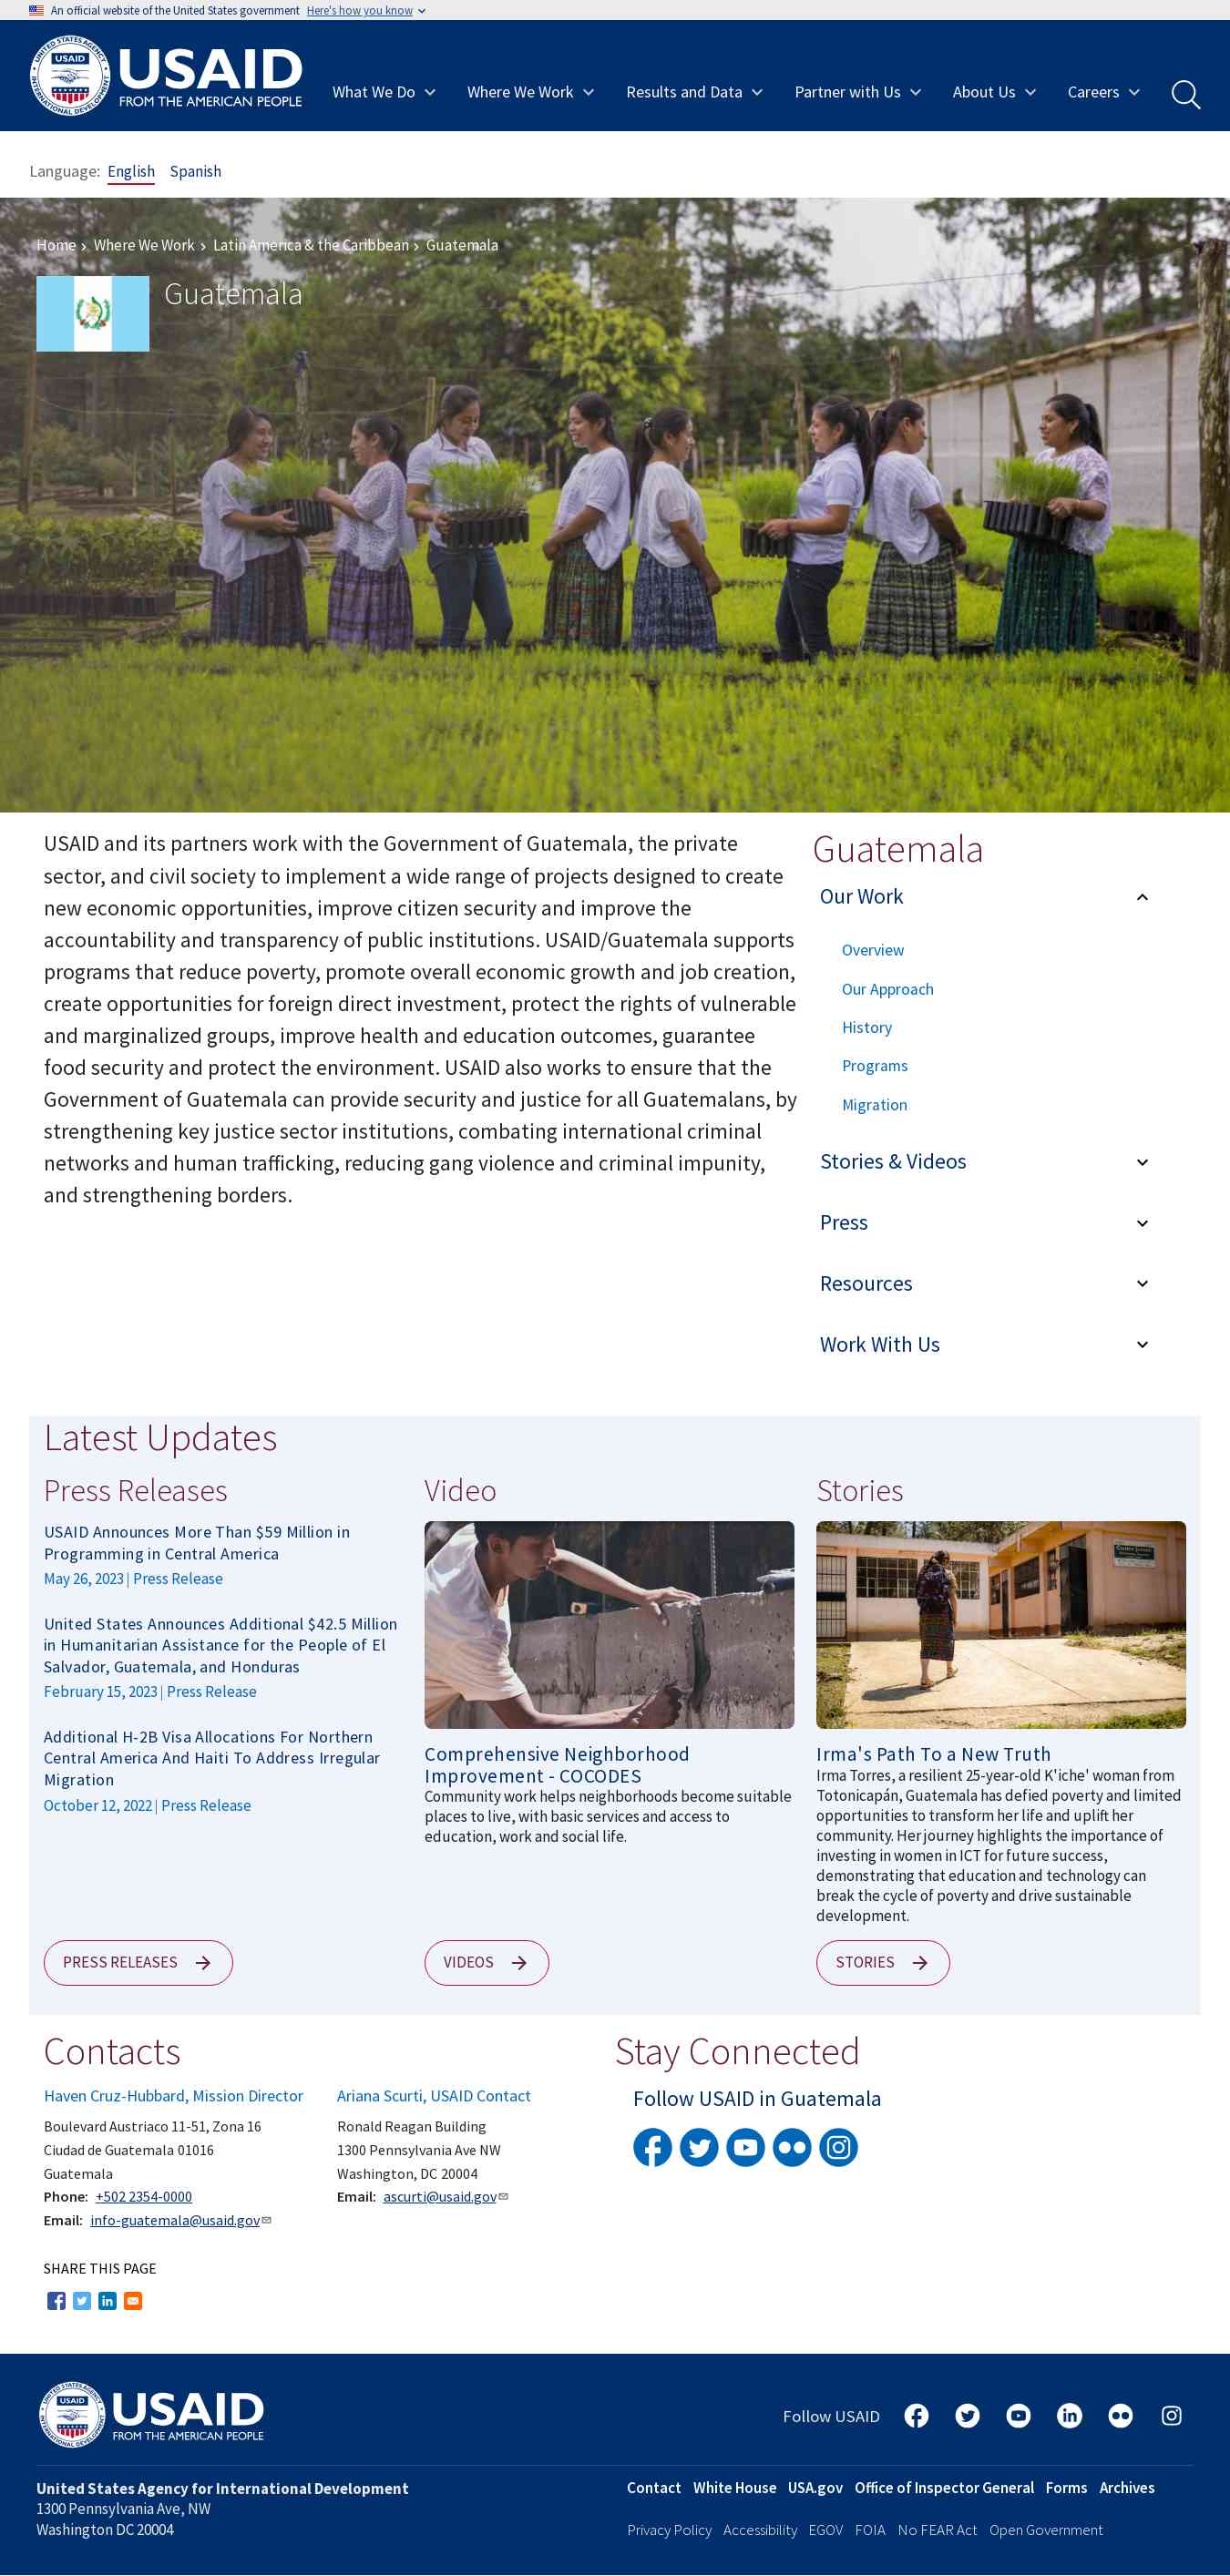 An official website of the United States government Here's how you know
USAID
FROM THE AMERICAN PEOPLE
What We Do Where We Work Results and Data Partner with Us About Us Careers
Language: English Spanish
Home › Where We Work › Latin America & the Caribbean › Guatemala
Guatemala
USAID and its partners work with the Government of Guatemala, the private
sector, and civil society to implement a wide range of projects designed to create
new economic opportunities, improve citizen security and improve the
accountability and transparency of public institutions. USAID/Guatemala supports
programs that reduce poverty, promote overall economic growth and job creation,
create opportunities for foreign direct investment, protect the rights of vulnerable
and marginalized groups, improve health and education outcomes, guarantee
food security and protect the environment. USAID also works to ensure that the
Government of Guatemala can provide security and justice for all Guatemalans, by
strengthening key justice sector institutions, combating international criminal
networks and human trafficking, reducing gang violence and criminal impunity,
and strengthening borders.
Guatemala
Our Work
Overview
Our Approach
History
Programs
Migration
Stories & Videos
Press
Resources
Work With Us
Latest Updates
Press Releases
USAID Announces More Than $59 Million in
Programming in Central America
May 26, 2023 | Press Release
United States Announces Additional $42.5 Million
in Humanitarian Assistance for the People of El
Salvador, Guatemala, and Honduras
February 15, 2023 | Press Release
Additional H-2B Visa Allocations For Northern
Central America And Haiti To Address Irregular
Migration
October 12, 2022 | Press Release
PRESS RELEASES
Video
Comprehensive Neighborhood
Improvement - COCODES
Community work helps neighborhoods become suitable
places to live, with basic services and access to
education, work and social life.
VIDEOS
Stories
Irma's Path To a New Truth
Irma Torres, a resilient 25-year-old K'iche' woman from
Totonicapán, Guatemala has defied poverty and limited
opportunities to transform her life and uplift her
community. Her journey highlights the importance of
investing in women in ICT for future success,
demonstrating that education and technology can
break the cycle of poverty and drive sustainable
development.
STORIES
Contacts
Haven Cruz-Hubbard, Mission Director
Boulevard Austriaco 11-51, Zona 16
Ciudad de Guatemala 01016
Guatemala
Phone: +502 2354-0000
Email: info-guatemala@usaid.gov
Ariana Scurti, USAID Contact
Ronald Reagan Building
1300 Pennsylvania Ave NW
Washington, DC 20004
Email: ascurti@usaid.gov
Stay Connected
Follow USAID in Guatemala
SHARE THIS PAGE
USAID
FROM THE AMERICAN PEOPLE
Follow USAID
United States Agency for International Development
1300 Pennsylvania Ave, NW
Washington DC 20004
Contact White House USA.gov Office of Inspector General Forms Archives
Privacy Policy Accessibility EGOV FOIA No FEAR Act Open Government